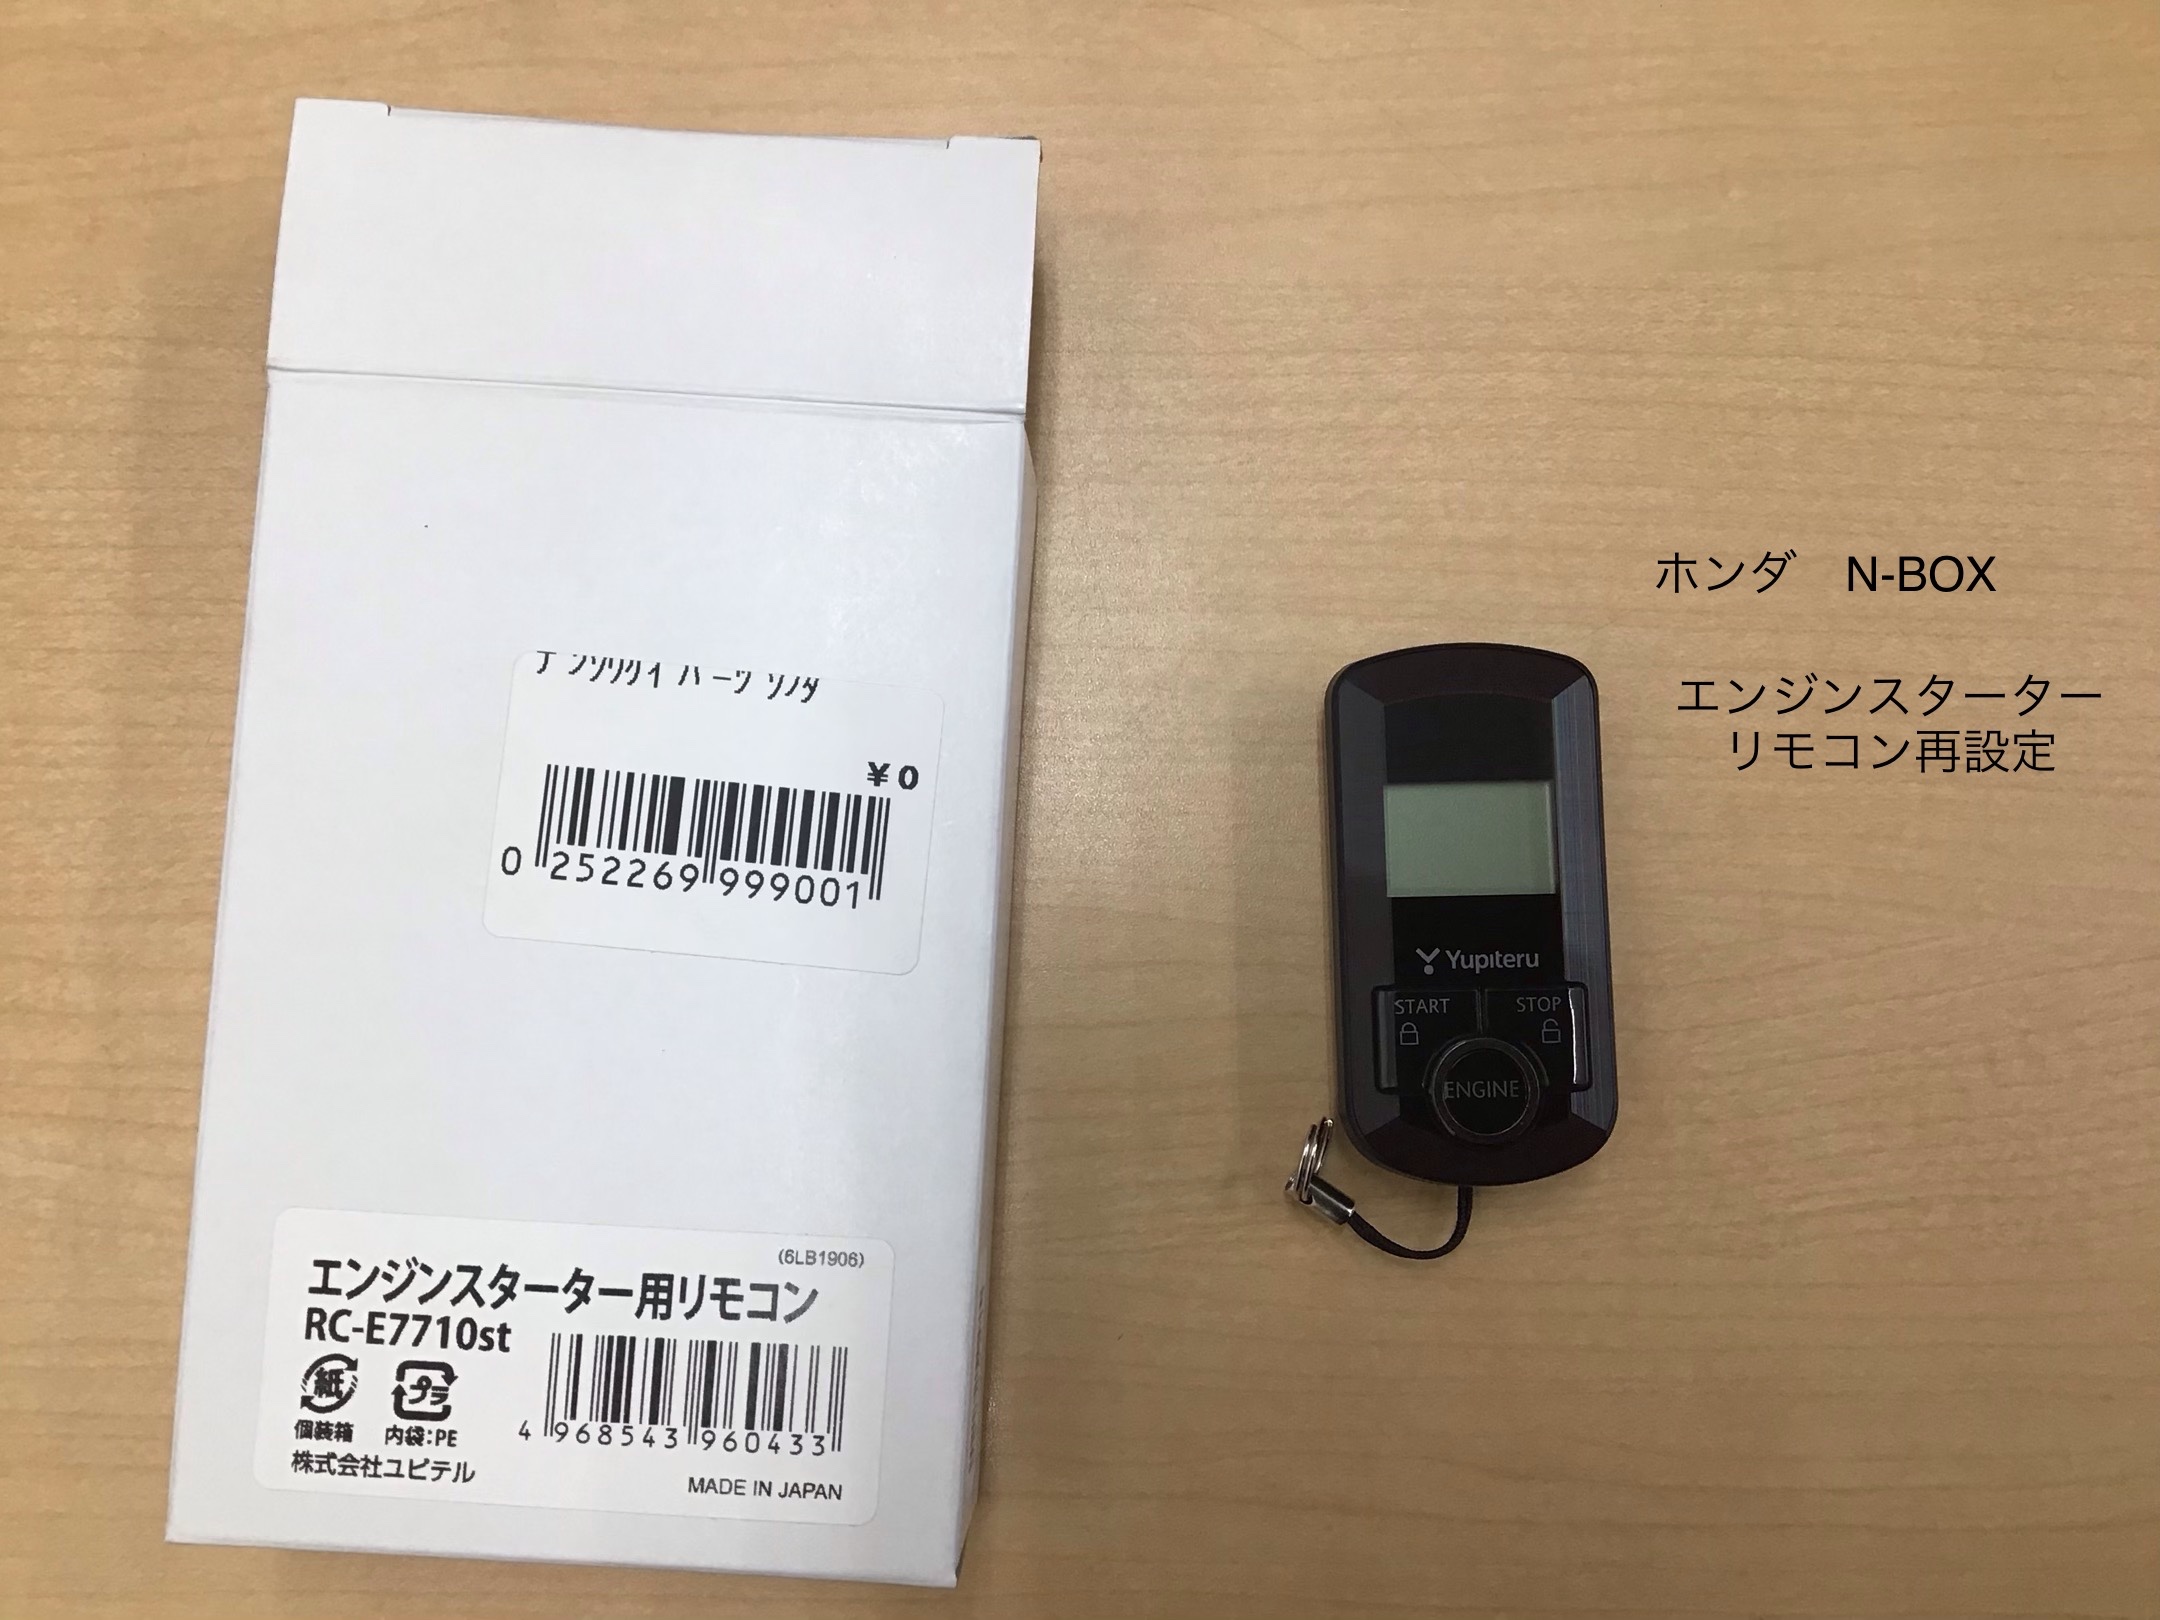 ¥0
0 252269 999001
(6LB1906)
エンジンスターター用リモコン
RC-E7710st
紙
プラ
個装箱
内袋:PE
4 968543 960433
株式会社ユピテル
MADE IN JAPAN
ホンダ　N-BOX
エンジンスターター
リモコン再設定
Yupiteru
START
STOP
ENGINE